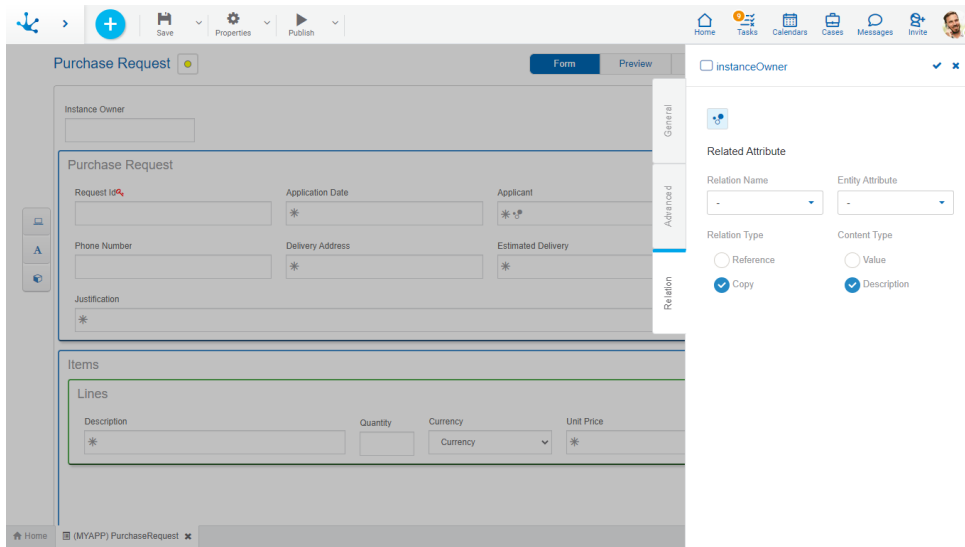 Save
Properties
Publish
Home
9
Tasks
Calendars
Cases
Messages
Invite
Purchase Request
Form
Preview
Instance Owner
Purchase Request
Request Id
Application Date
Applicant
Phone Number
Delivery Address
Estimated Delivery
Justification
Items
Lines
Description
Quantity
Currency
Unit Price
Currency
General
Advanced
Relation
instanceOwner
Related Attribute
Relation Name
Entity Attribute
-
-
Relation Type
Content Type
Reference
Value
Copy
Description
A
Home
(MYAPP) PurchaseRequest